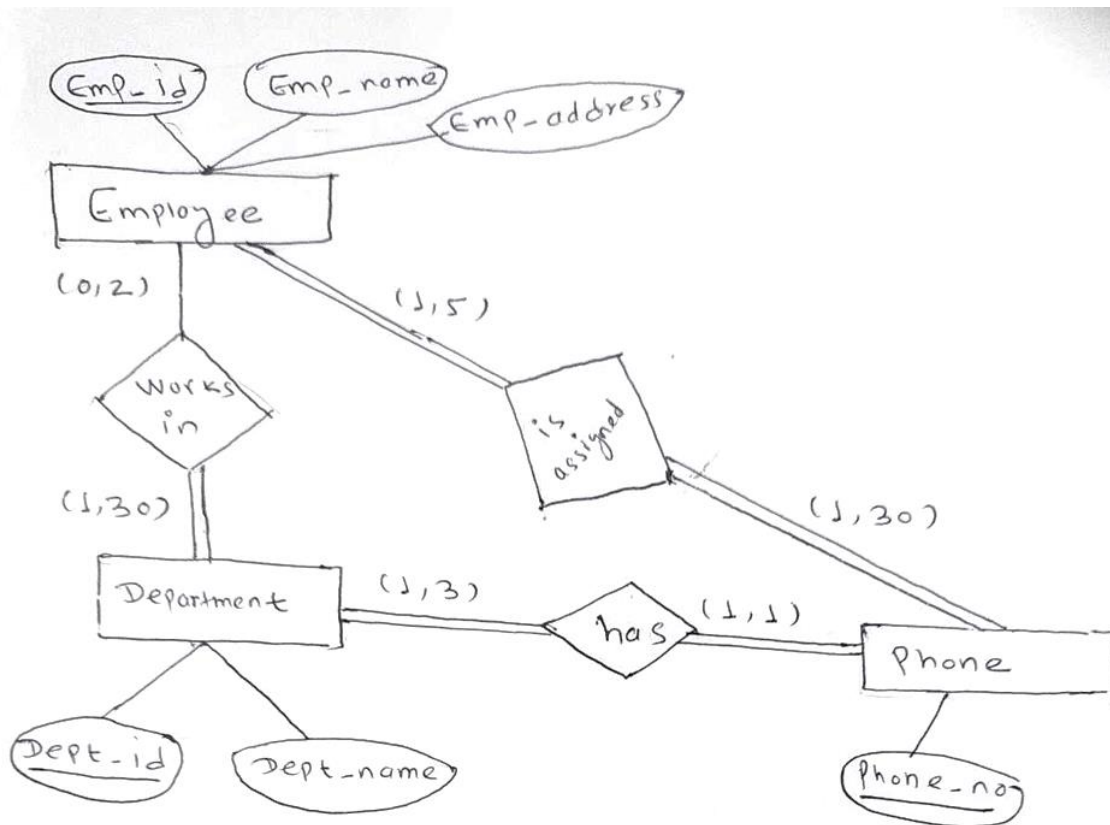 Emp_id
Emp_name
Emp_address
Employee
(0,2)
(1,5)
Works
in
is
assigned
(1,30)
(1,30)
Department
(1,3)
has
(1,1)
Phone
Dept_id
Dept_name
Phone_no